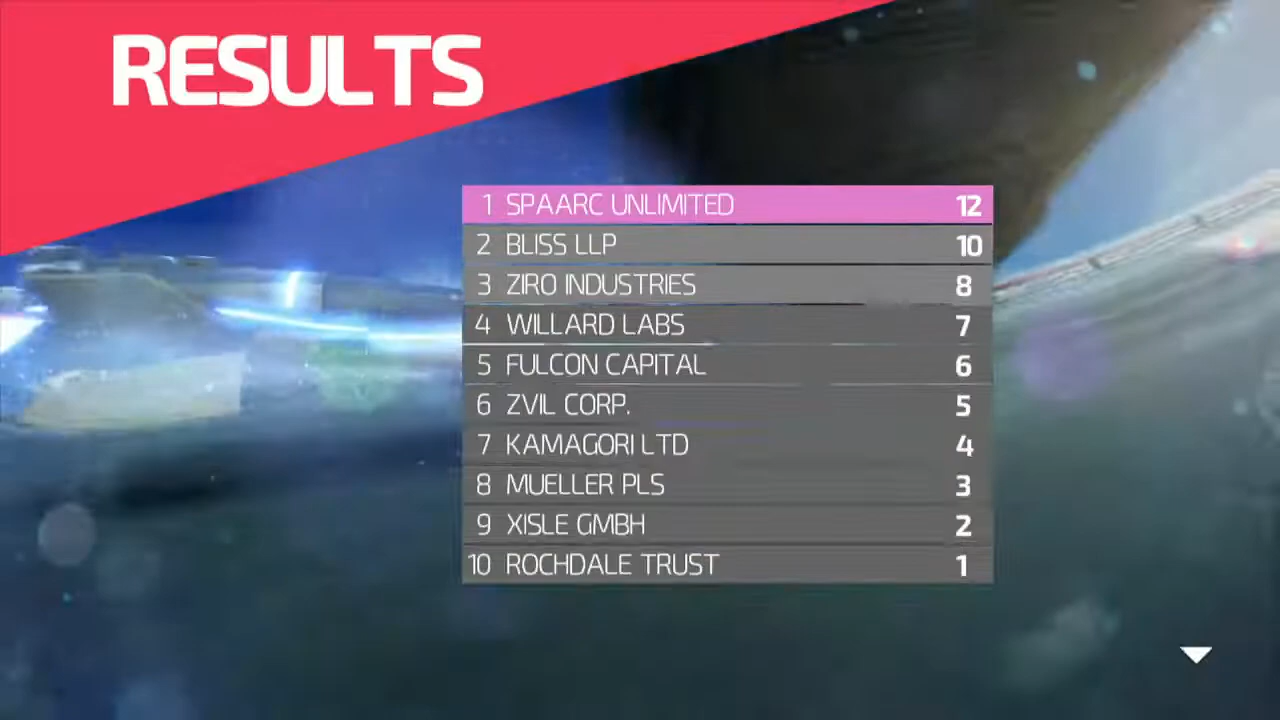 RESULTS
1 SPAARC UNLIMITED 12
2 BLISS LLP 10
3 ZIRO INDUSTRIES 8
4 WILLARD LABS 7
5 FULCON CAPITAL 6
6 ZVIL CORP. 5
7 KAMAGORI LTD 4
8 MUELLER PLS 3
9 XISLE GMBH 2
10 ROCHDALE TRUST 1